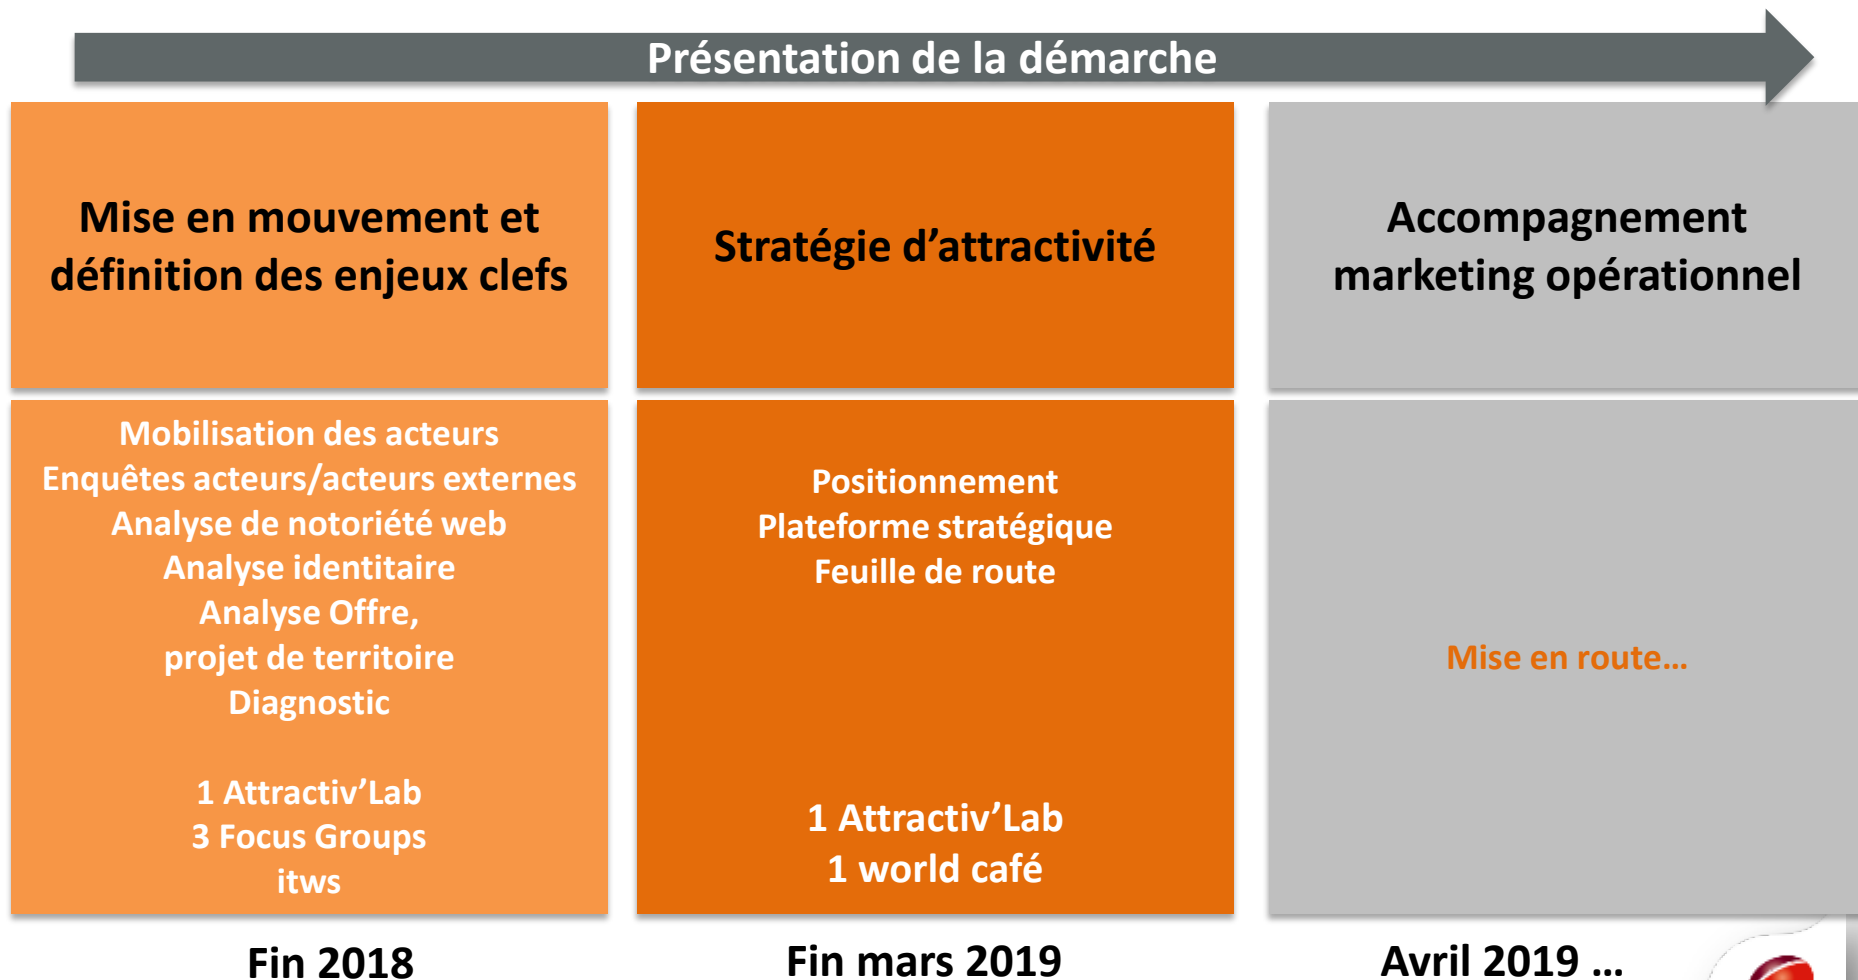 Présentation de la démarche
Mise en mouvement et
définition des enjeux clefs
Stratégie d’attractivité
Accompagnement
marketing opérationnel
Mobilisation des acteurs
Enquêtes acteurs/acteurs externes
Analyse de notoriété web
Analyse identitaire
Analyse Offre,
projet de territoire
Diagnostic
1 Attractiv’Lab
3 Focus Groups
itws
Positionnement
Plateforme stratégique
Feuille de route
1 Attractiv’Lab
1 world café
Mise en route…
Fin 2018
Fin mars 2019
Avril 2019 …